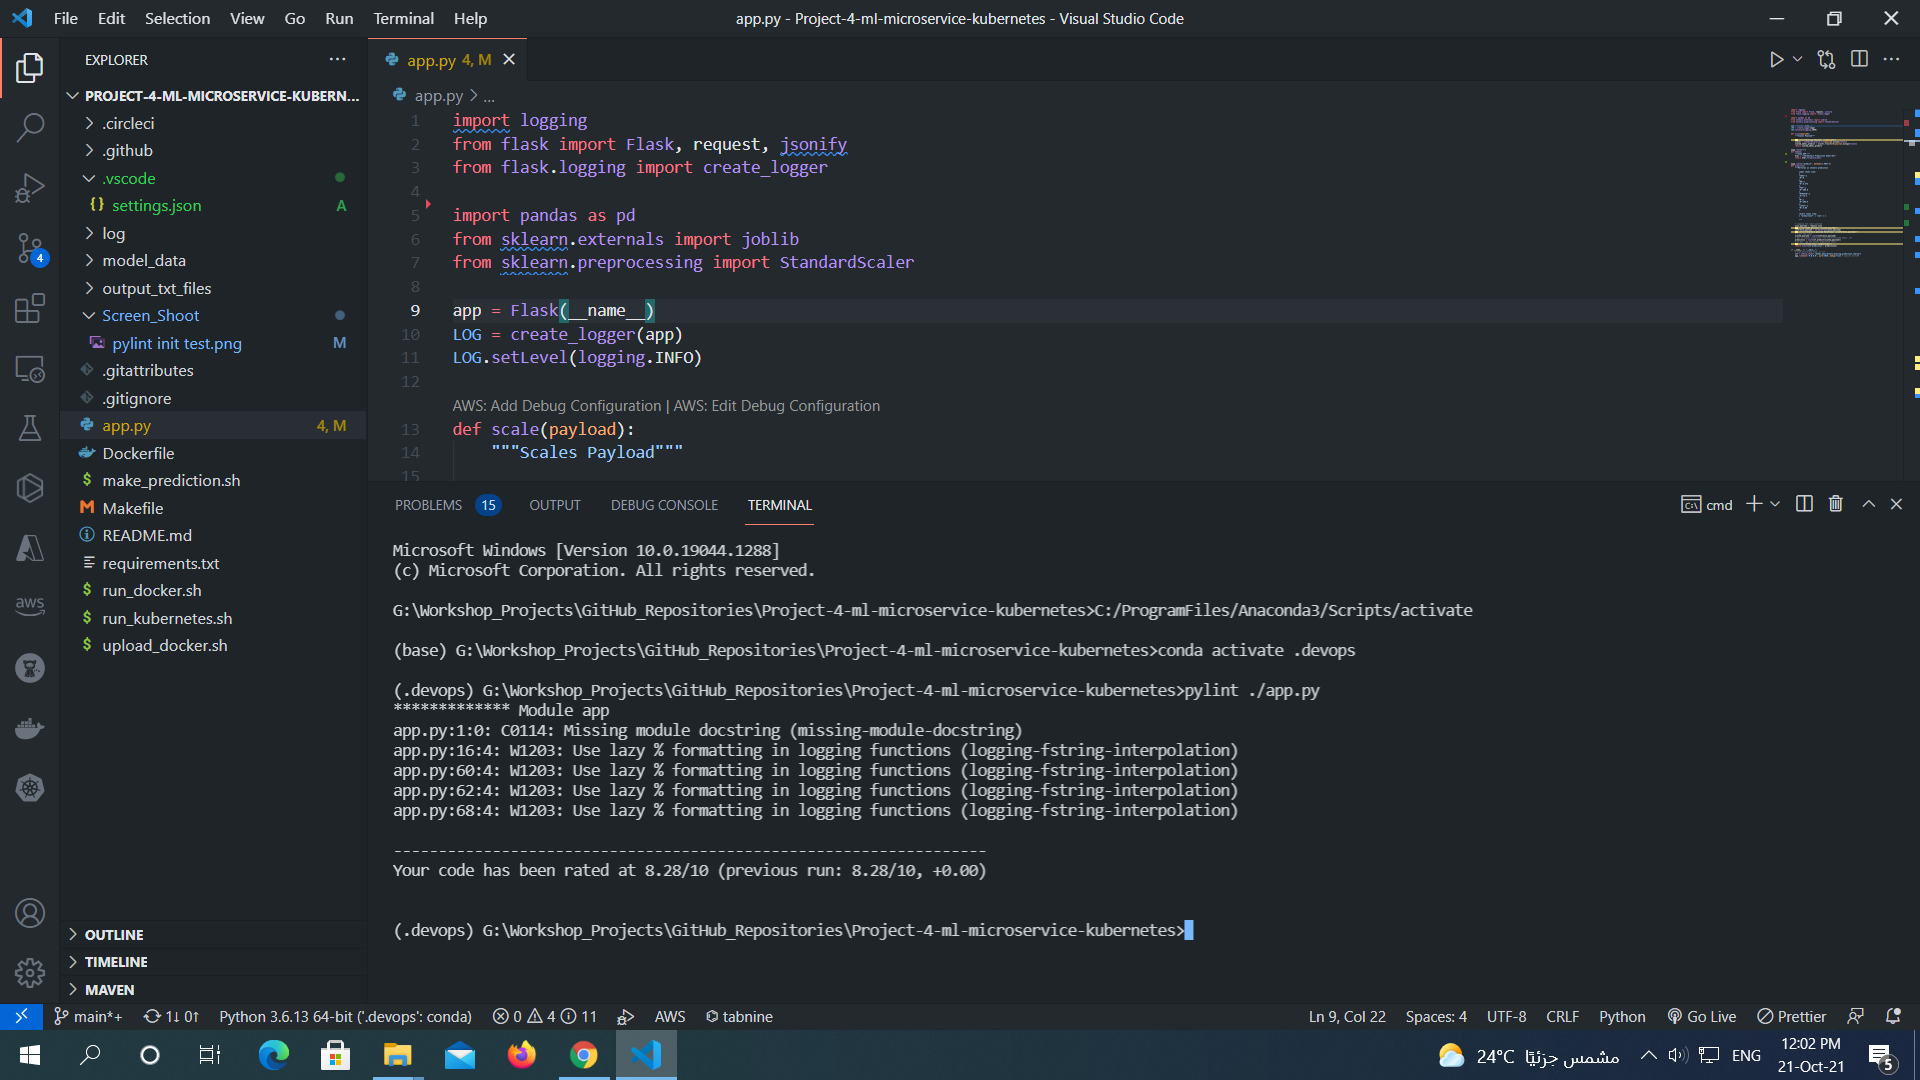 File Edit Selection View Go Run Terminal Help
app.py - Project-4-ml-microservice-kubernetes - Visual Studio Code
EXPLORER
PROJECT-4-ML-MICROSERVICE-KUBERN...
.circleci
.github
.vscode
settings.json A
log
model_data
output_txt_files
Screen_Shoot
pylint init test.png M
.gitattributes
.gitignore
app.py 4, M
Dockerfile
make_prediction.sh
Makefile
README.md
requirements.txt
run_docker.sh
run_kubernetes.sh
upload_docker.sh
OUTLINE
TIMELINE
MAVEN
4
aws
app.py 4, M
app.py > ...
1 import logging
2 from flask import Flask, request, jsonify
3 from flask.logging import create_logger
4
5 import pandas as pd
6 from sklearn.externals import joblib
7 from sklearn.preprocessing import StandardScaler
8
9 app = Flask(__name__)
10 LOG = create_logger(app)
11 LOG.setLevel(logging.INFO)
12
AWS: Add Debug Configuration | AWS: Edit Debug Configuration
13 def scale(payload):
14 """Scales Payload"""
15
PROBLEMS 15 OUTPUT DEBUG CONSOLE TERMINAL
cmd
Microsoft Windows [Version 10.0.19044.1288]
(c) Microsoft Corporation. All rights reserved.
G:\Workshop_Projects\GitHub_Repositories\Project-4-ml-microservice-kubernetes>C:/ProgramFiles/Anaconda3/Scripts/activate
(base) G:\Workshop_Projects\GitHub_Repositories\Project-4-ml-microservice-kubernetes>conda activate .devops
(.devops) G:\Workshop_Projects\GitHub_Repositories\Project-4-ml-microservice-kubernetes>pylint ./app.py
************* Module app
app.py:1:0: C0114: Missing module docstring (missing-module-docstring)
app.py:16:4: W1203: Use lazy % formatting in logging functions (logging-fstring-interpolation)
app.py:60:4: W1203: Use lazy % formatting in logging functions (logging-fstring-interpolation)
app.py:62:4: W1203: Use lazy % formatting in logging functions (logging-fstring-interpolation)
app.py:68:4: W1203: Use lazy % formatting in logging functions (logging-fstring-interpolation)
------------------------------------------------------------------
Your code has been rated at 8.28/10 (previous run: 8.28/10, +0.00)
(.devops) G:\Workshop_Projects\GitHub_Repositories\Project-4-ml-microservice-kubernetes>
main*+ 1↓ 0↑ Python 3.6.13 64-bit ('.devops': conda) 0 4 11 AWS tabnine Ln 9, Col 22 Spaces: 4 UTF-8 CRLF Python Go Live Prettier
24°C مشمس جزئيًا ENG 12:02 PM
21-Oct-21 5